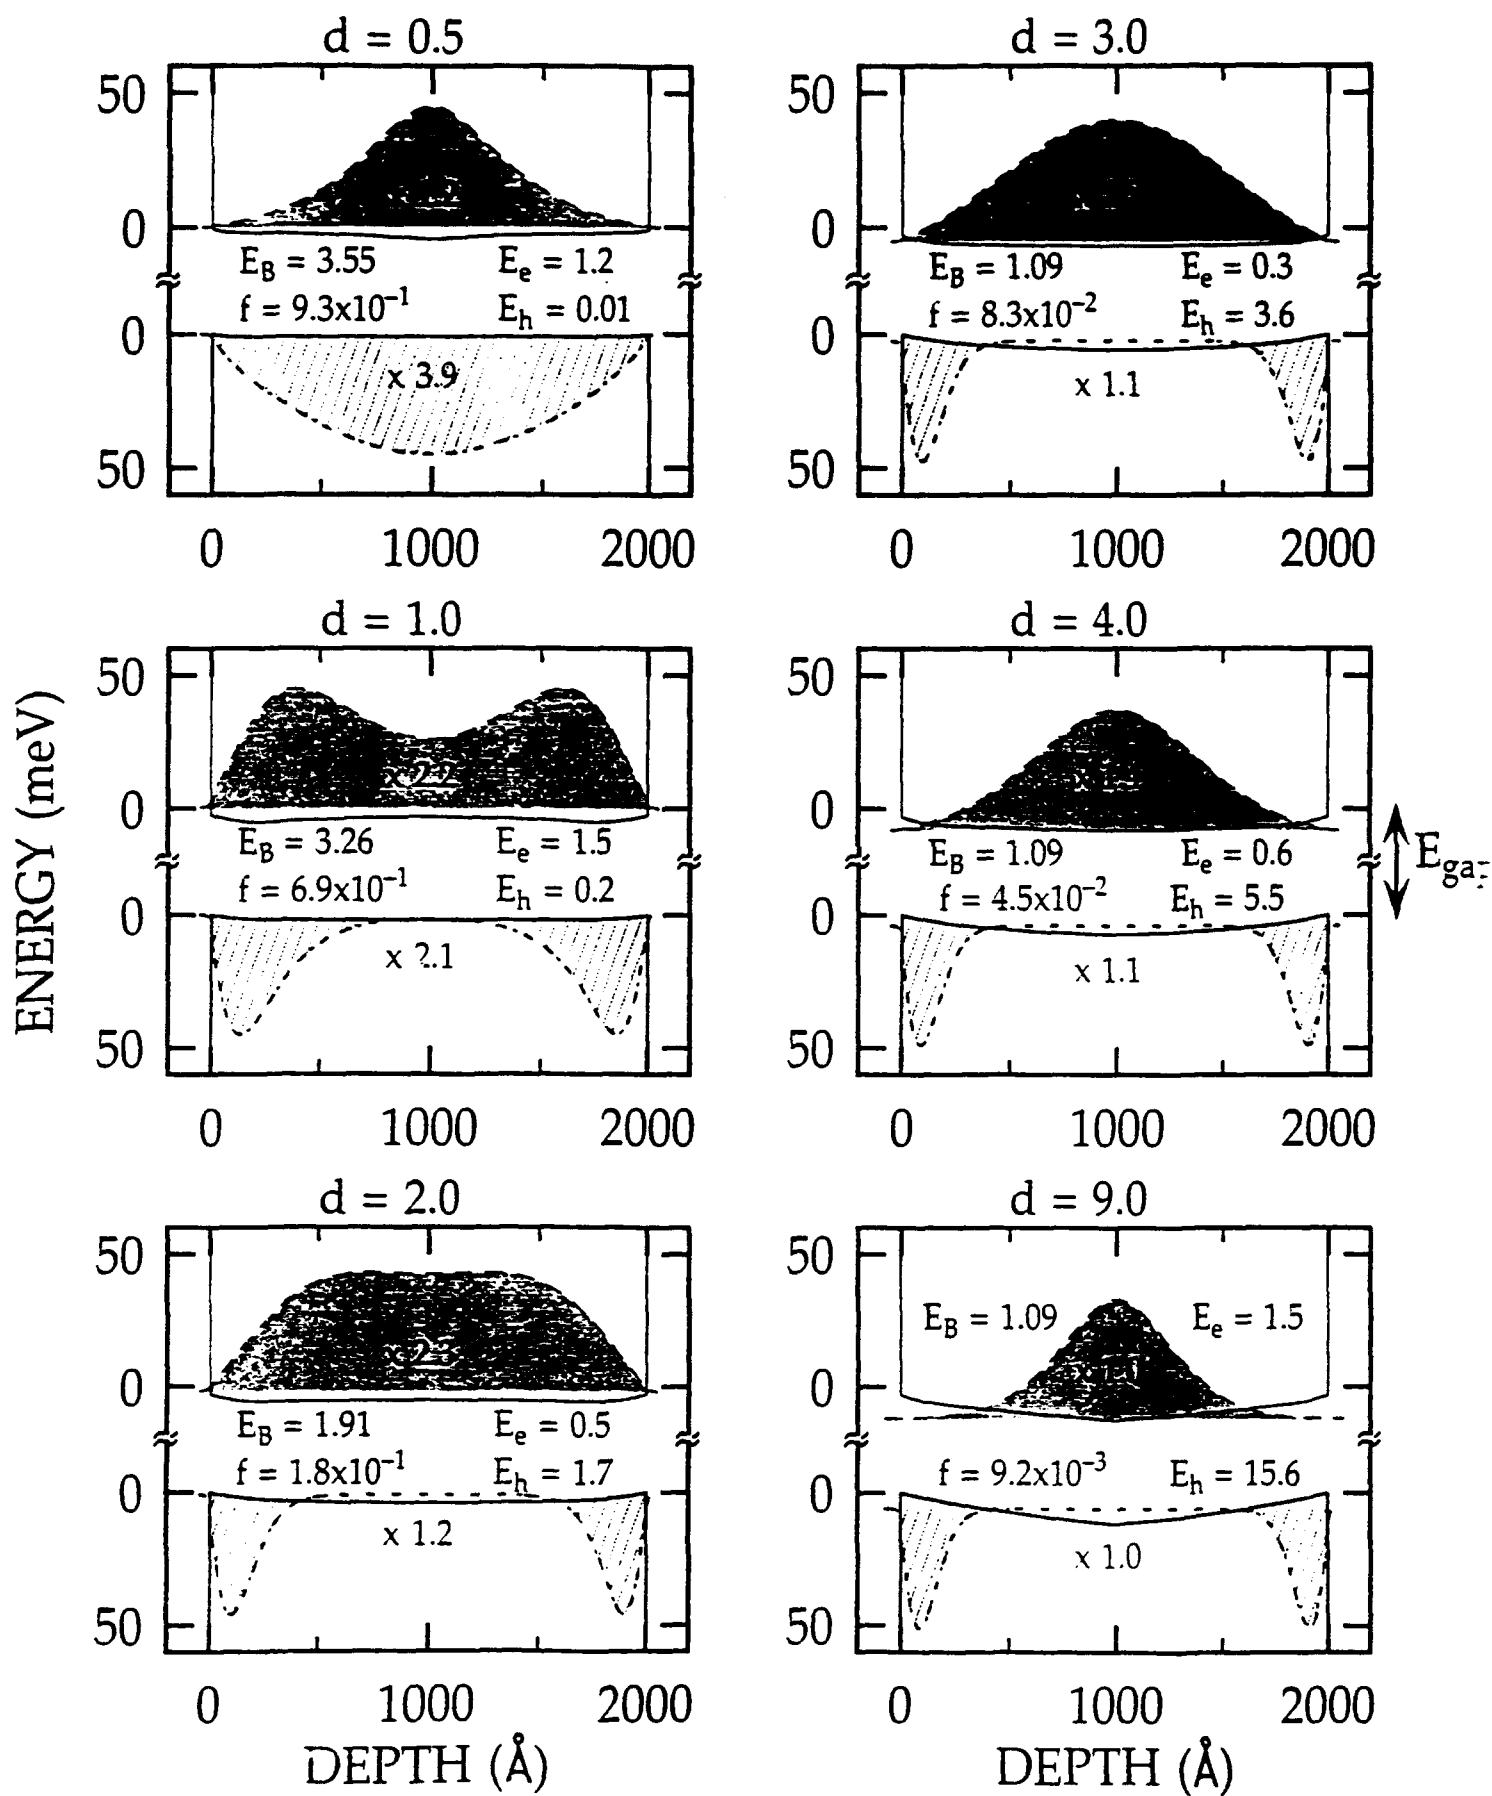 d = 0.5
50
0
E_B = 3.55 E_e = 1.2
f = 9.3x10^-1 E_h = 0.01
0
x 3.9
50
0 1000 2000
d = 3.0
50
0
E_B = 1.09 E_e = 0.3
f = 8.3x10^-2 E_h = 3.6
0
x 1.1
50
0 1000 2000
ENERGY (meV)
d = 1.0
50
0
x 2.2
E_B = 3.26 E_e = 1.5
f = 6.9x10^-1 E_h = 0.2
0
x 2.1
50
0 1000 2000
d = 4.0
50
0
E_B = 1.09 E_e = 0.6
f = 4.5x10^-2 E_h = 5.5
0
x 1.1
50
0 1000 2000
d = 2.0
50
0
E_B = 1.91 E_e = 0.5
f = 1.8x10^-1 E_h = 1.7
0
x 1.2
50
0 1000 2000
DEPTH (Å)
d = 9.0
50
E_B = 1.09 E_e = 1.5
0
f = 9.2x10^-3 E_h = 15.6
0
x 1.0
50
0 1000 2000
DEPTH (Å)